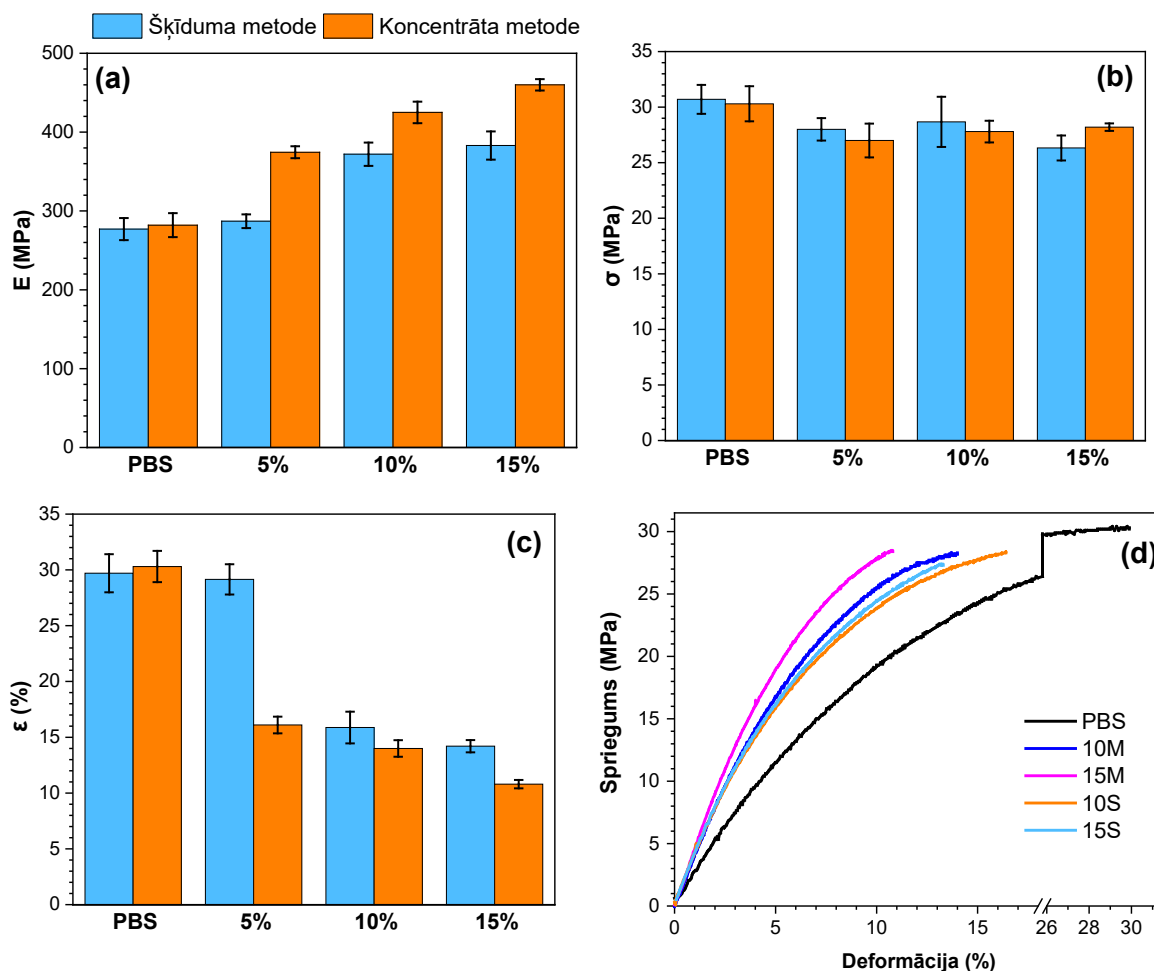 Šķīduma metode Koncentrāta metode
(a)
E (MPa)
500
400
300
200
100
0
PBS 5% 10% 15%
(b)
σ (MPa)
35
30
25
20
15
10
5
0
PBS 5% 10% 15%
(c)
ε (%)
35
30
25
20
15
10
5
0
PBS 5% 10% 15%
(d)
Spriegums (MPa)
30
25
20
15
10
5
0
PBS
10M
15M
10S
15S
0 5 10 15 26 28 30
Deformācija (%)